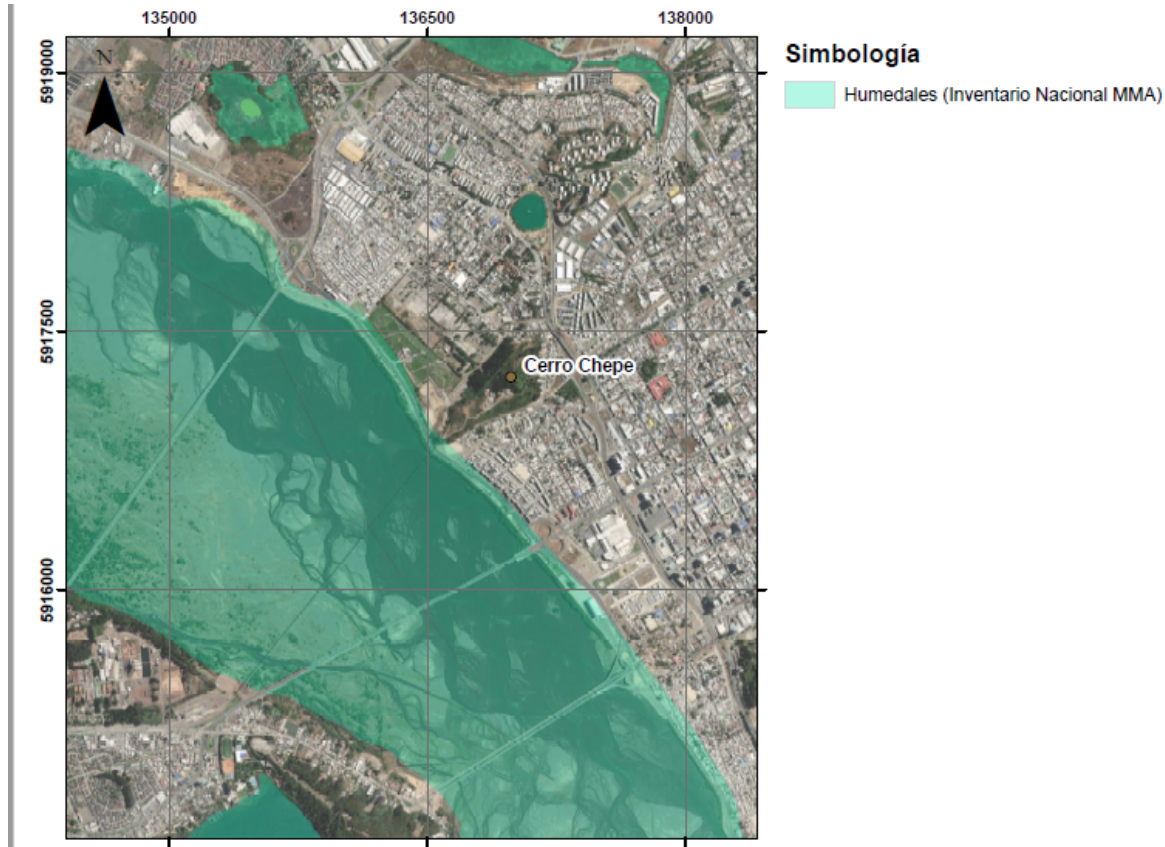 135000 136500 138000
Simbología
N
5919000
Humedales (Inventario Nacional MMA)
5917500
Cerro Chepe
5916000